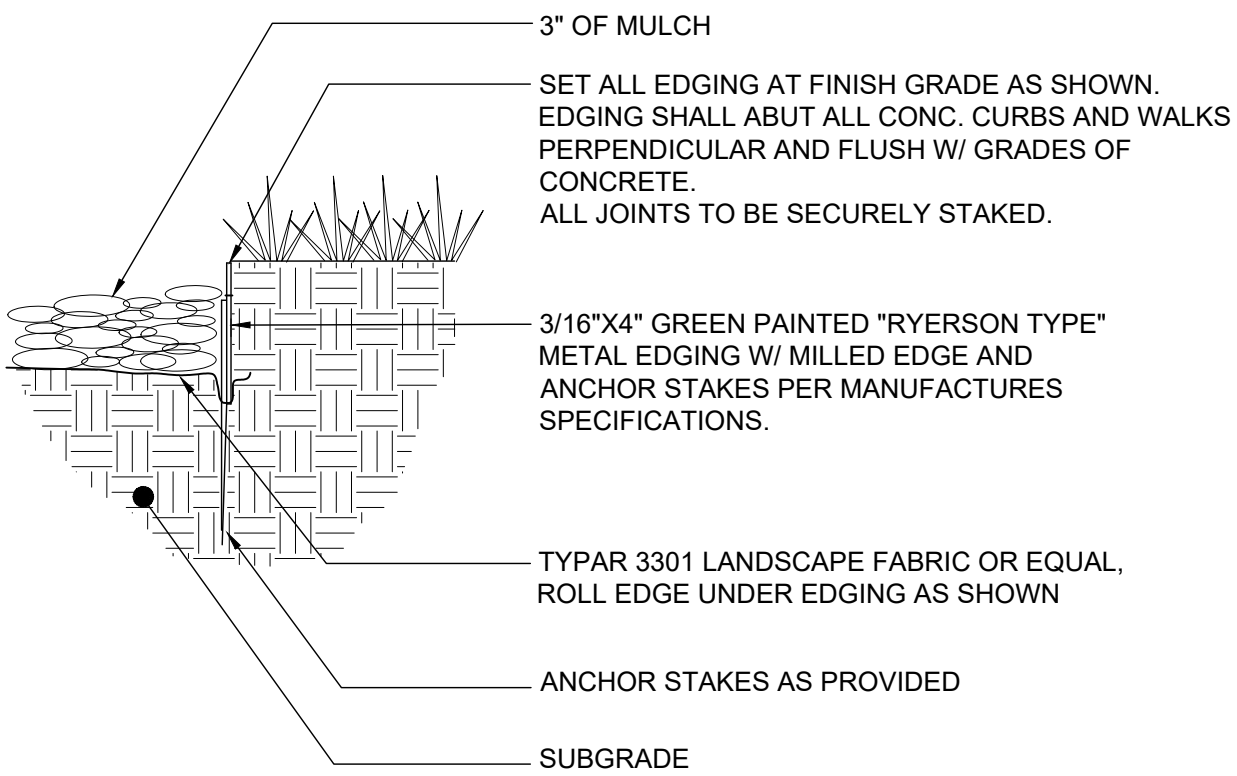 3" OF MULCH
SET ALL EDGING AT FINISH GRADE AS SHOWN.
EDGING SHALL ABUT ALL CONC. CURBS AND WALKS
PERPENDICULAR AND FLUSH W/ GRADES OF
CONCRETE.
ALL JOINTS TO BE SECURELY STAKED.
3/16"X4" GREEN PAINTED "RYERSON TYPE"
METAL EDGING W/ MILLED EDGE AND
ANCHOR STAKES PER MANUFACTURES
SPECIFICATIONS.
TYPAR 3301 LANDSCAPE FABRIC OR EQUAL,
ROLL EDGE UNDER EDGING AS SHOWN
ANCHOR STAKES AS PROVIDED
SUBGRADE